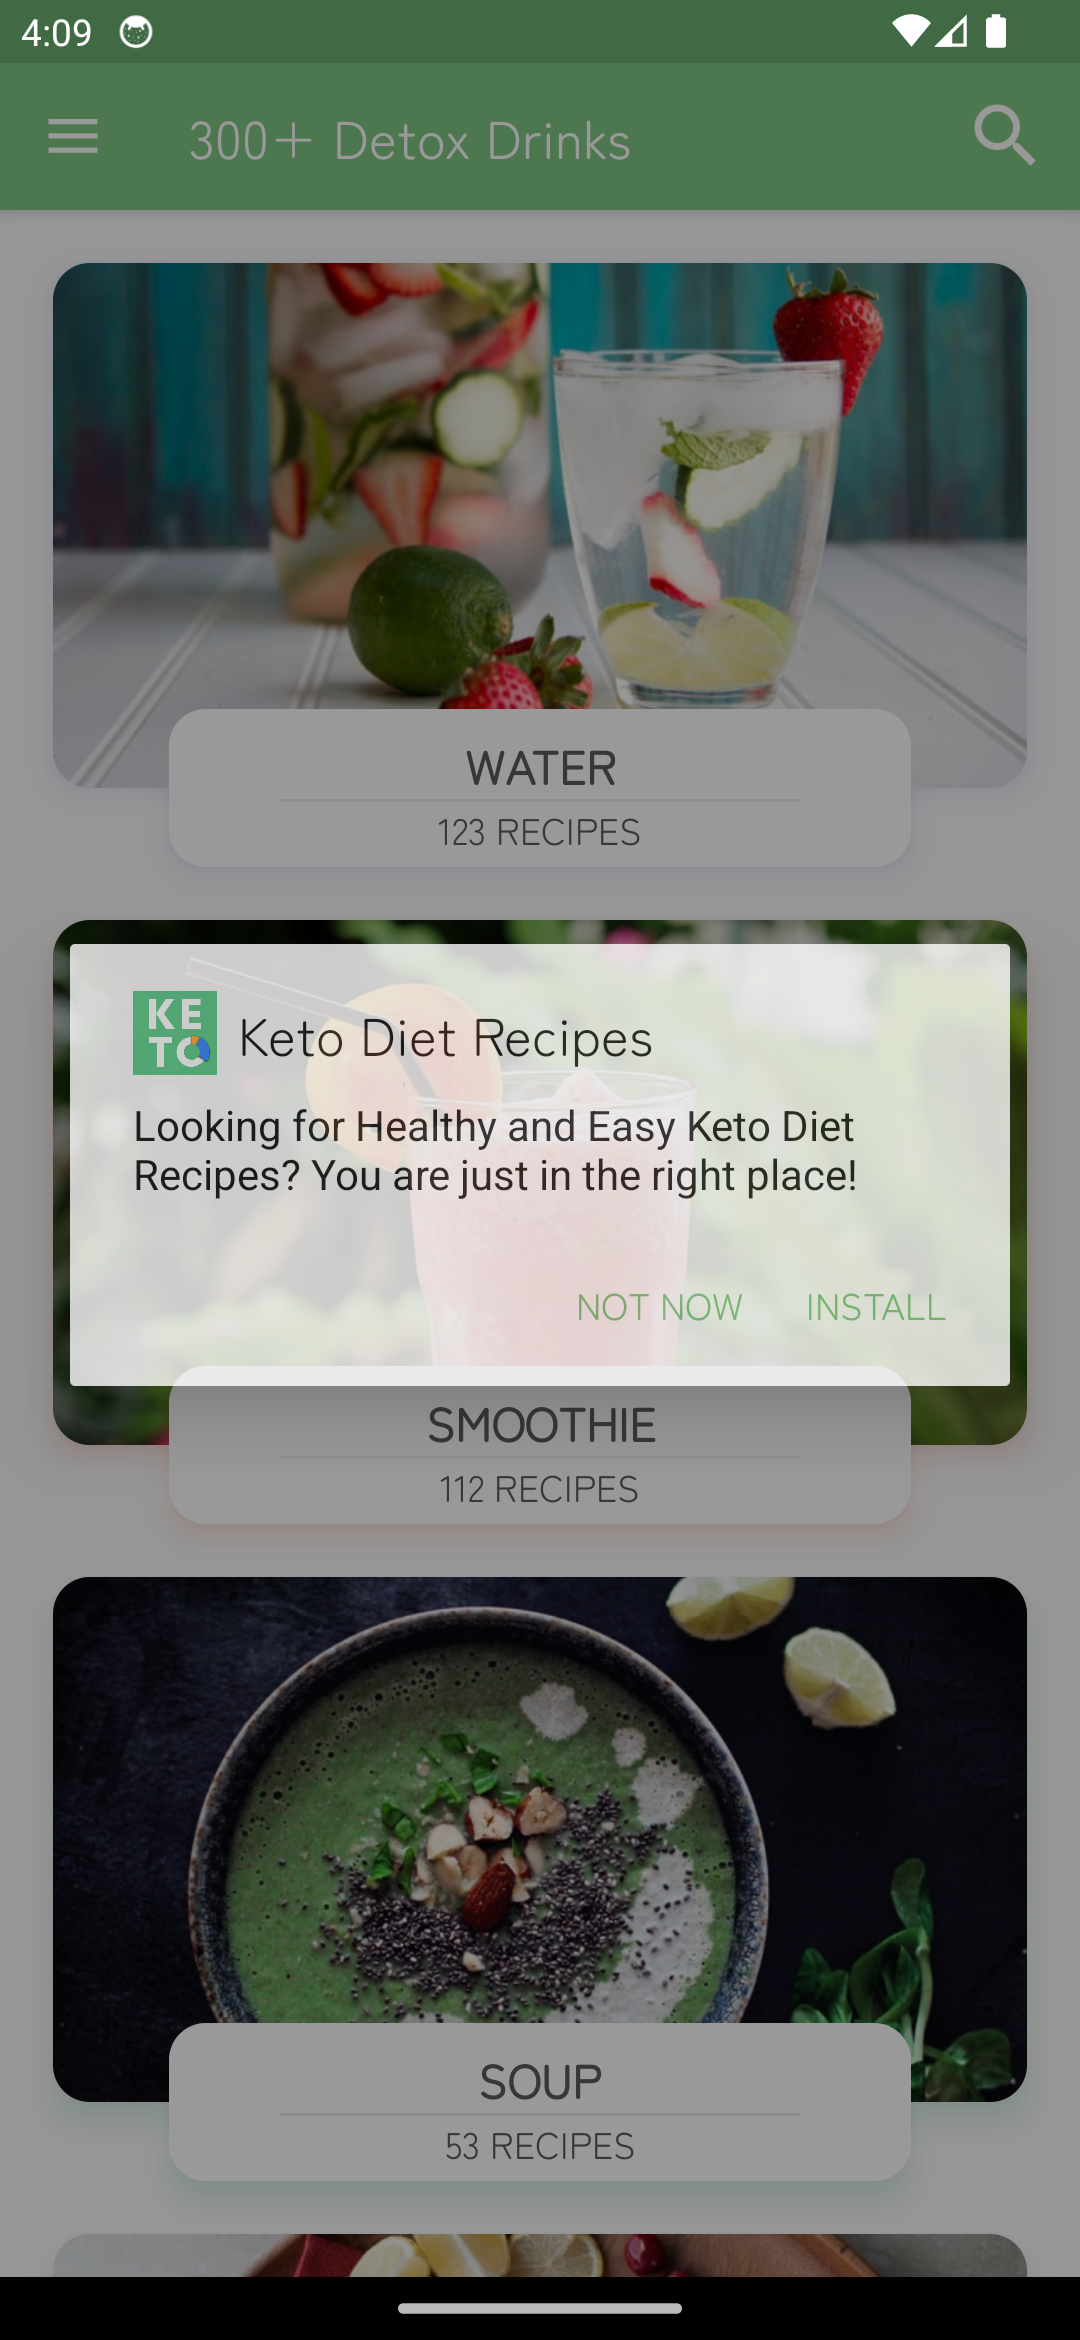 4:09
300+ Detox Drinks
WATER
123 RECIPES
KE
TO
Keto Diet Recipes
Looking for Healthy and Easy Keto Diet
Recipes? You are just in the right place!
NOT NOW
INSTALL
SMOOTHIE
112 RECIPES
SOUP
53 RECIPES